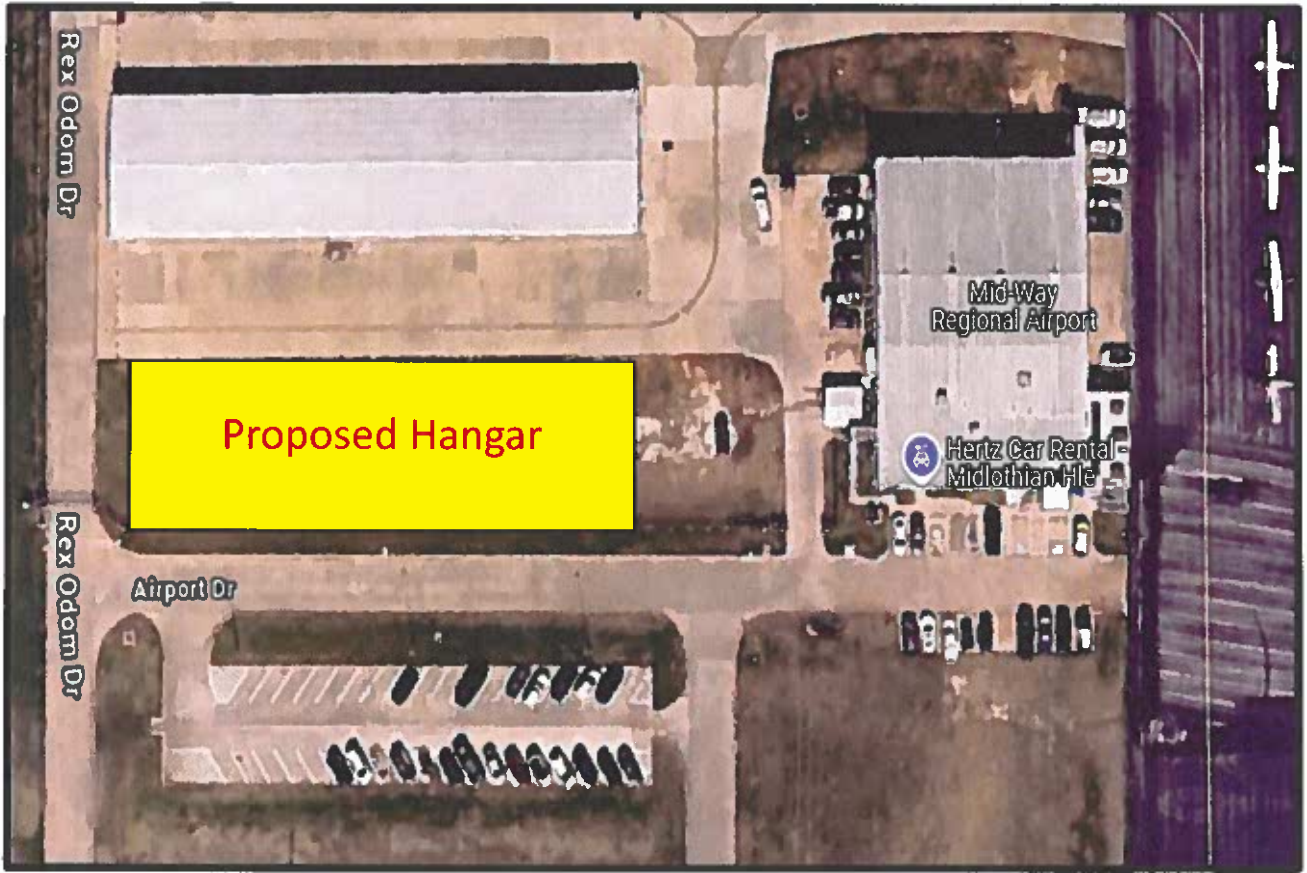 Rex Odom Dr
Mid-Way
Regional Airport
Proposed Hangar
Hertz Car Rental -
Midlothian Hle
Rex Odom Dr
Airport Dr